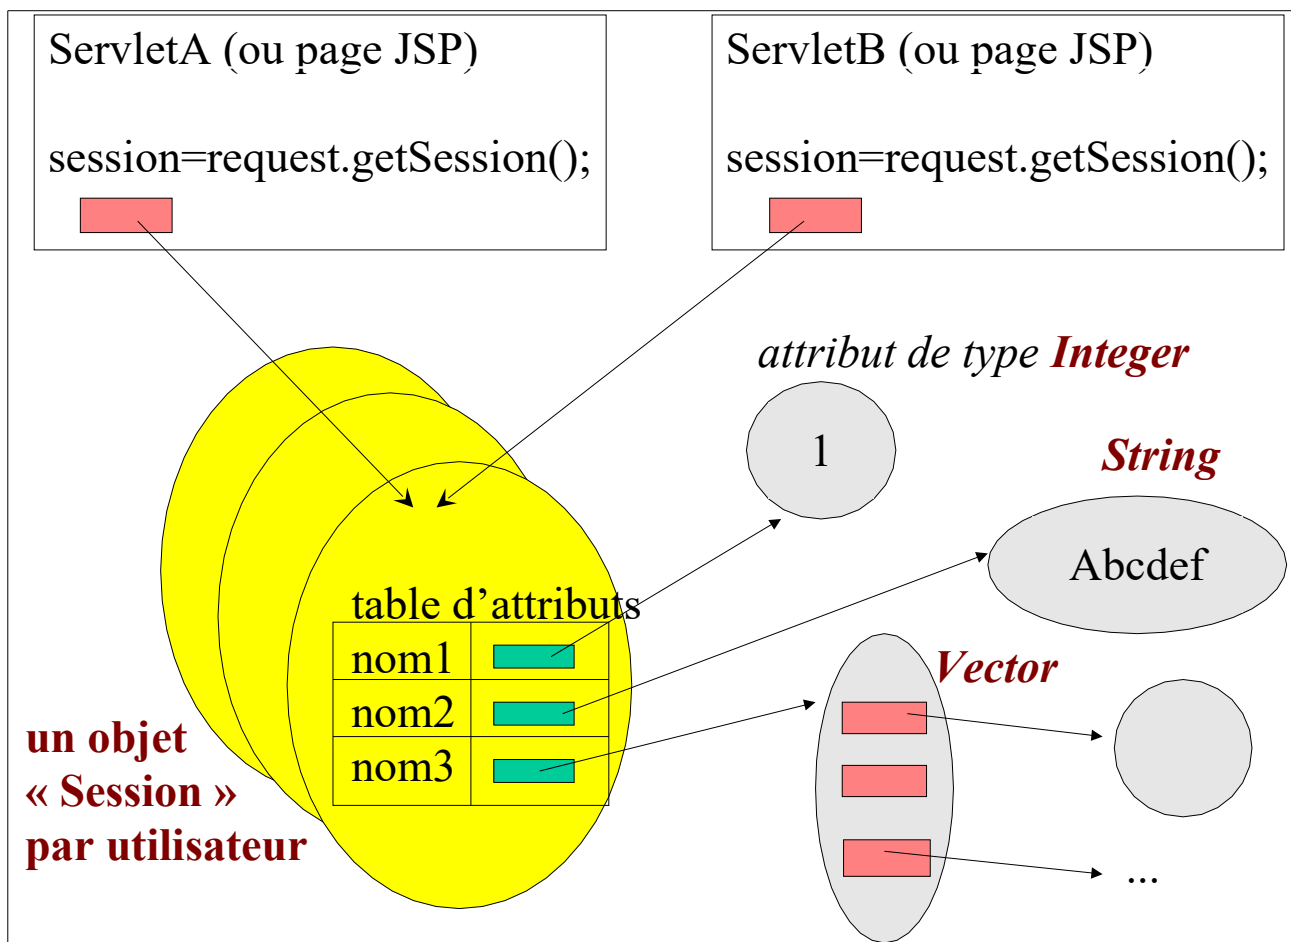 ServletA (ou page JSP)
session=request.getSession();
ServletB (ou page JSP)
session=request.getSession();
attribut de type Integer
1
String
Abcdef
table d’attributs
nom1
nom2
nom3
Vector
...
un objet
« Session »
par utilisateur